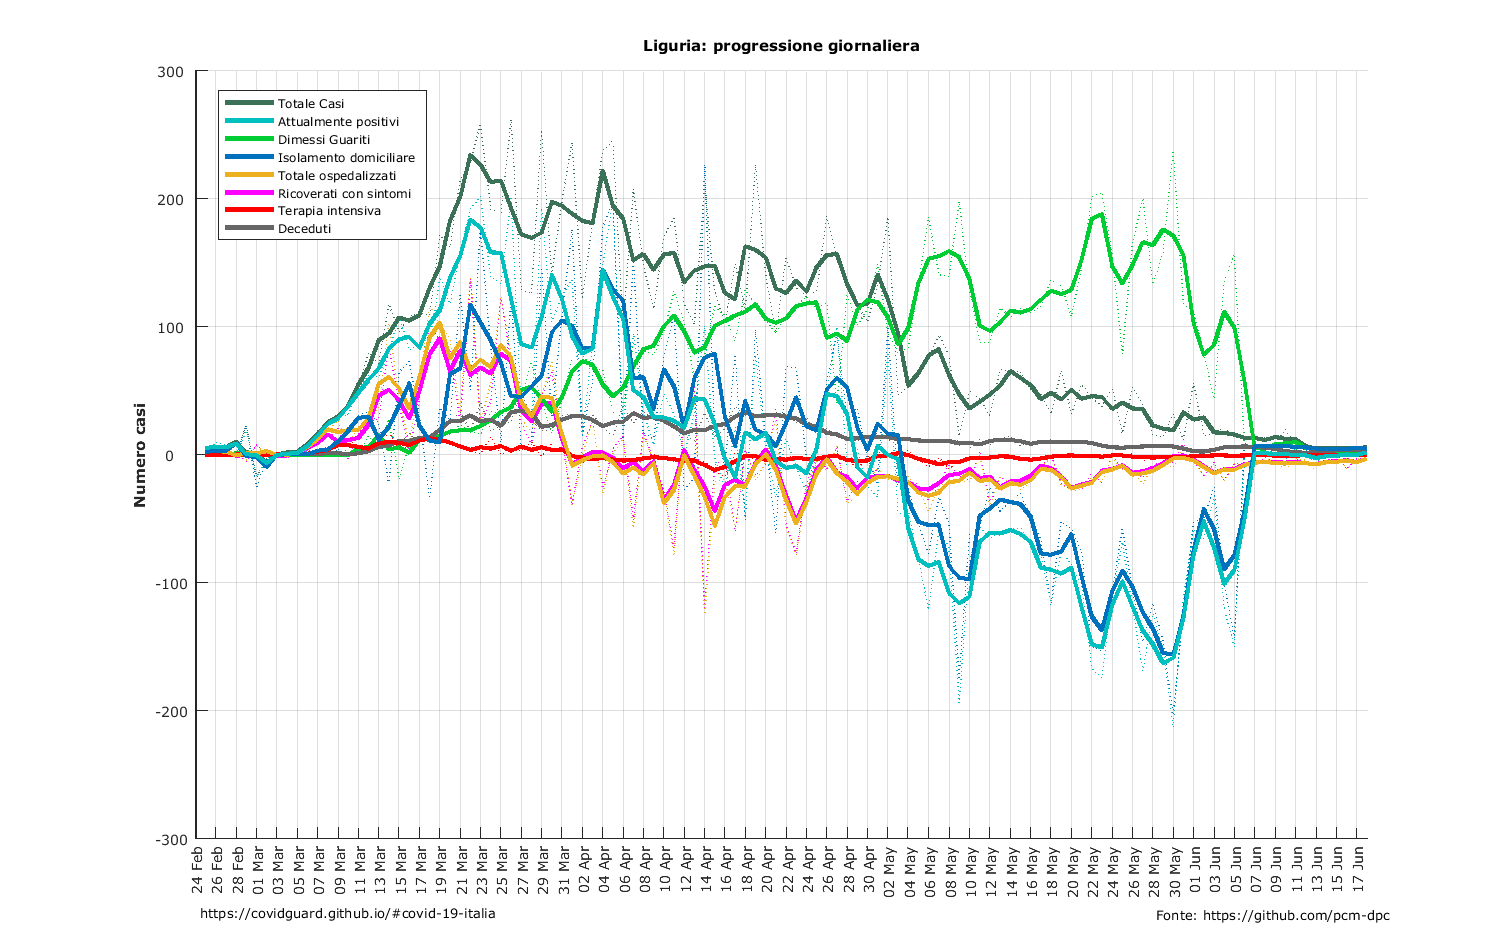 Liguria: progressione giornaliera
300
200
100
0
-100
-200
-300
Numero casi
Totale Casi
Attualmente positivi
Dimessi Guariti
Isolamento domiciliare
Totale ospedalizzati
Ricoverati con sintomi
Terapia intensiva
Deceduti
24 Feb
26 Feb
28 Feb
01 Mar
03 Mar
05 Mar
07 Mar
09 Mar
11 Mar
13 Mar
15 Mar
17 Mar
19 Mar
21 Mar
23 Mar
25 Mar
27 Mar
29 Mar
31 Mar
02 Apr
04 Apr
06 Apr
08 Apr
10 Apr
12 Apr
14 Apr
16 Apr
18 Apr
20 Apr
22 Apr
24 Apr
26 Apr
28 Apr
30 Apr
02 May
04 May
06 May
08 May
10 May
12 May
14 May
16 May
18 May
20 May
22 May
24 May
26 May
28 May
30 May
01 Jun
03 Jun
05 Jun
07 Jun
09 Jun
11 Jun
13 Jun
15 Jun
17 Jun
https://covidguard.github.io/#covid-19-italia
Fonte: https://github.com/pcm-dpc